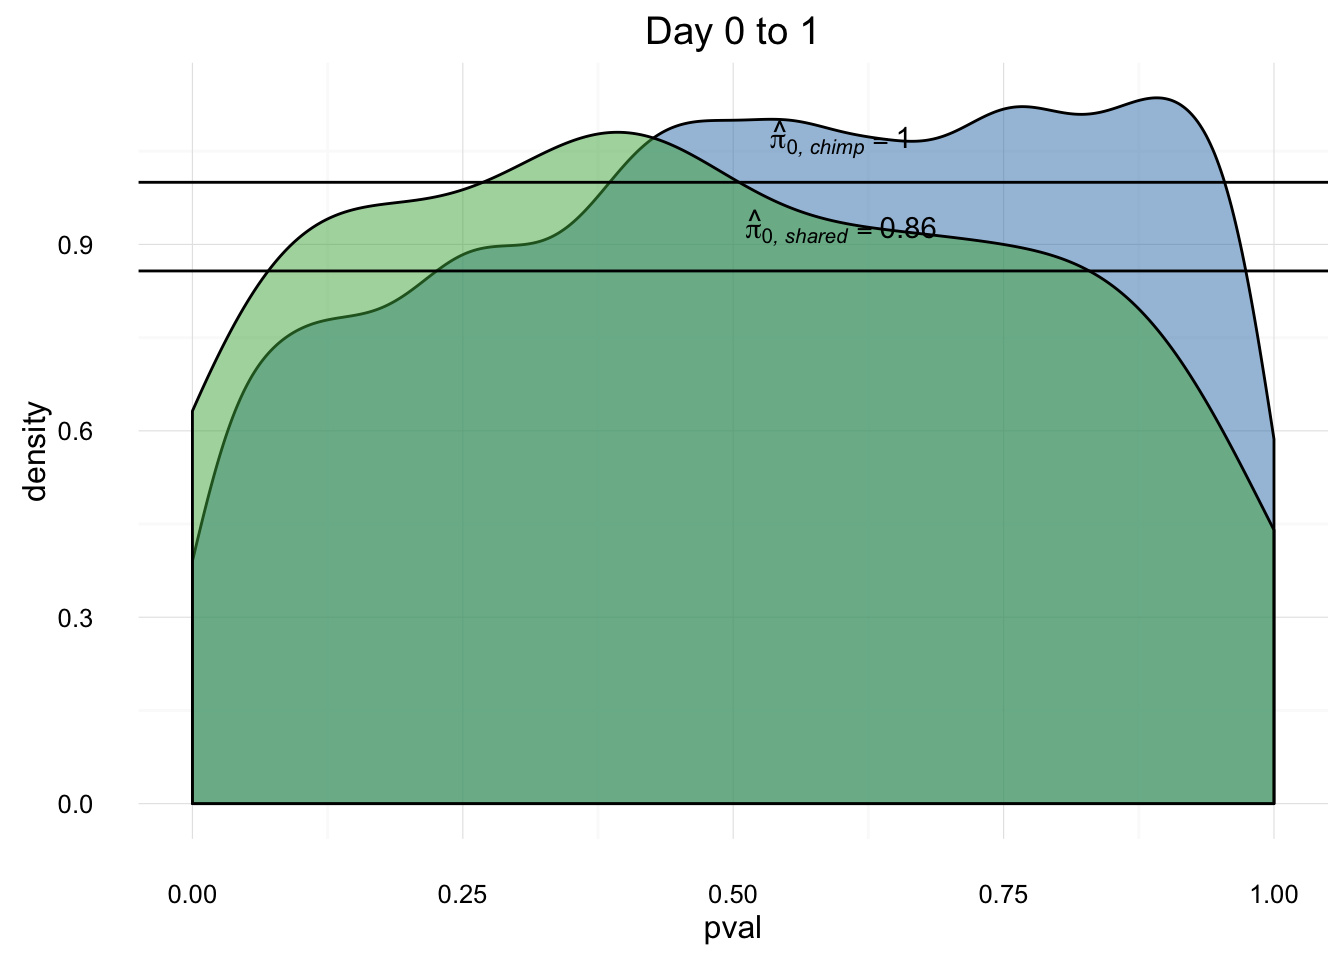 Day 0 to 1
π̂0, chimp = 1
π̂0, shared = 0.86
0.9
0.6
0.3
0.0
density
0.00 0.25 0.50 0.75 1.00
pval